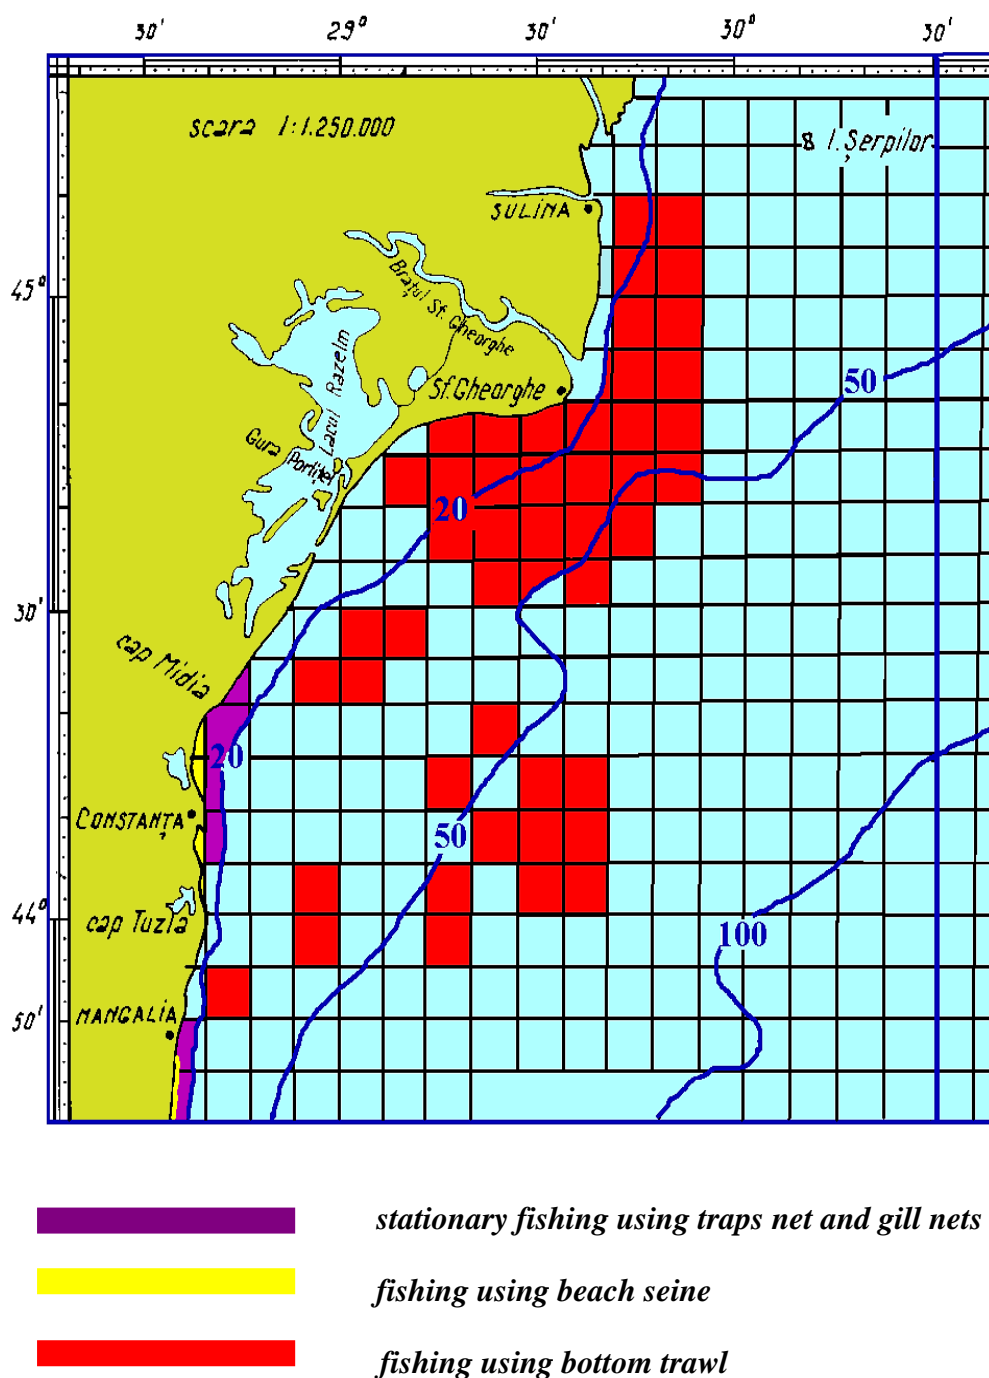 30' 29° 30' 30° 30'
scara 1:1.250.000
8 I. Şerpilor
SULINA
45°
Braţul Sf. Gheorghe
Lacul Razelm
50
Sf. Gheorghe
Gura Portiţei
20
30'
cap Midia
20
CONSTANŢA
50
44°
cap Tuzla
100
50'
MANGALIA
stationary fishing using traps net and gill nets
fishing using beach seine
fishing using bottom trawl